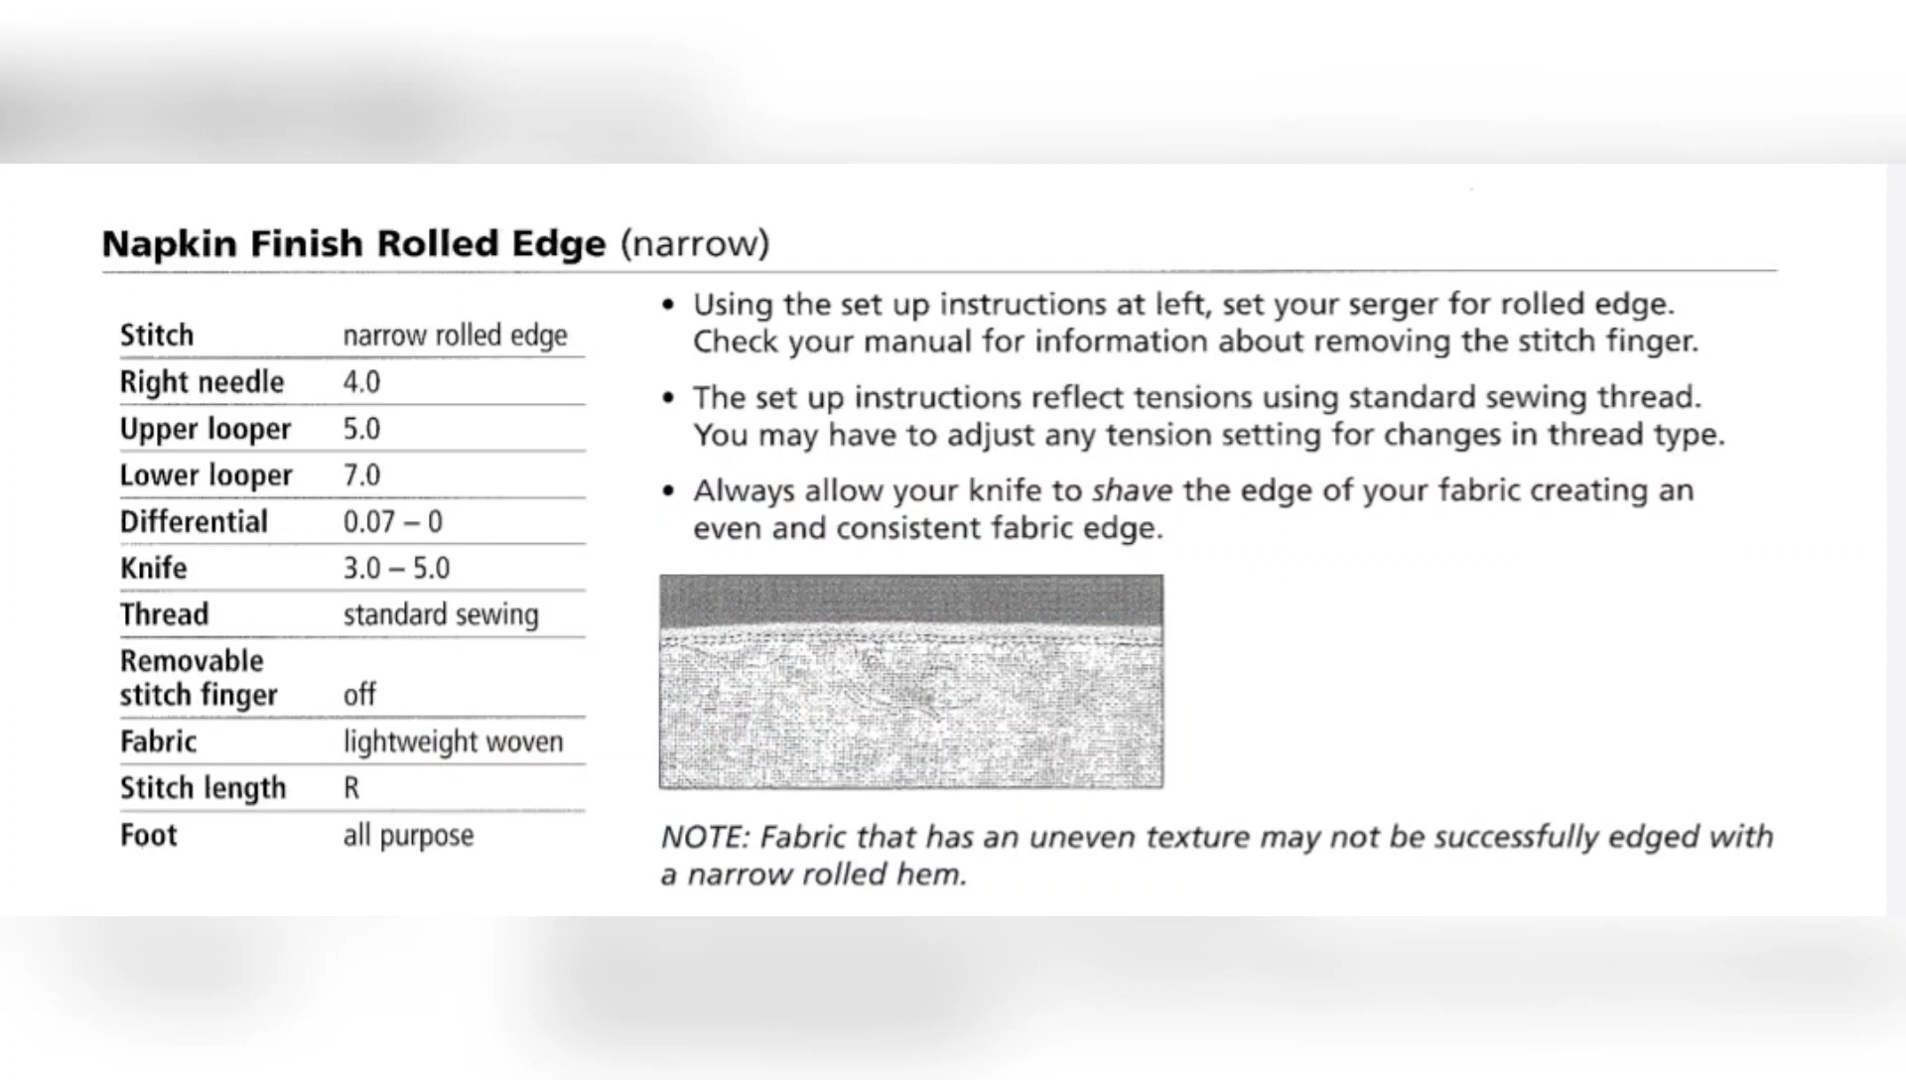 Napkin Finish Rolled Edge (narrow)
Stitch narrow rolled edge
Right needle 4.0
Upper looper 5.0
Lower looper 7.0
Differential 0.07 – 0
Knife 3.0 – 5.0
Thread standard sewing
Removable
stitch finger off
Fabric lightweight woven
Stitch length R
Foot all purpose
• Using the set up instructions at left, set your serger for rolled edge.
Check your manual for information about removing the stitch finger.
• The set up instructions reflect tensions using standard sewing thread.
You may have to adjust any tension setting for changes in thread type.
• Always allow your knife to shave the edge of your fabric creating an
even and consistent fabric edge.
NOTE: Fabric that has an uneven texture may not be successfully edged with
a narrow rolled hem.